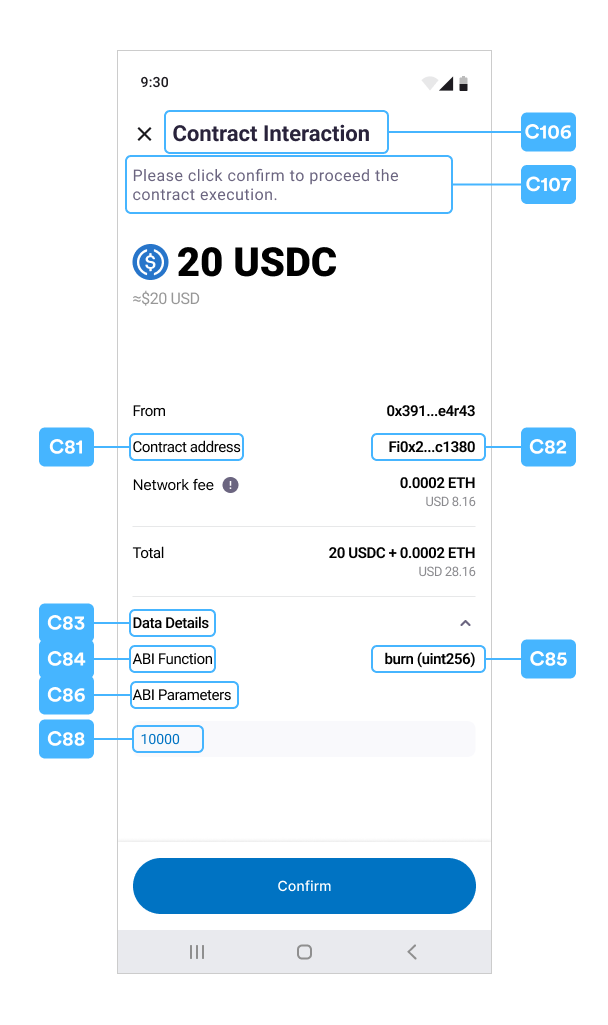 9:30
Contract Interaction
C106
Please click confirm to proceed the
contract execution.
C107
20 USDC
≈$20 USD
From
0x391...e4r43
C81
Contract address
Fi0x2...c1380
C82
Network fee
0.0002 ETH
USD 8.16
Total
20 USDC + 0.0002 ETH
USD 28.16
C83
Data Details
C84
ABI Function
burn (uint256)
C85
C86
ABI Parameters
C88
10000
Confirm